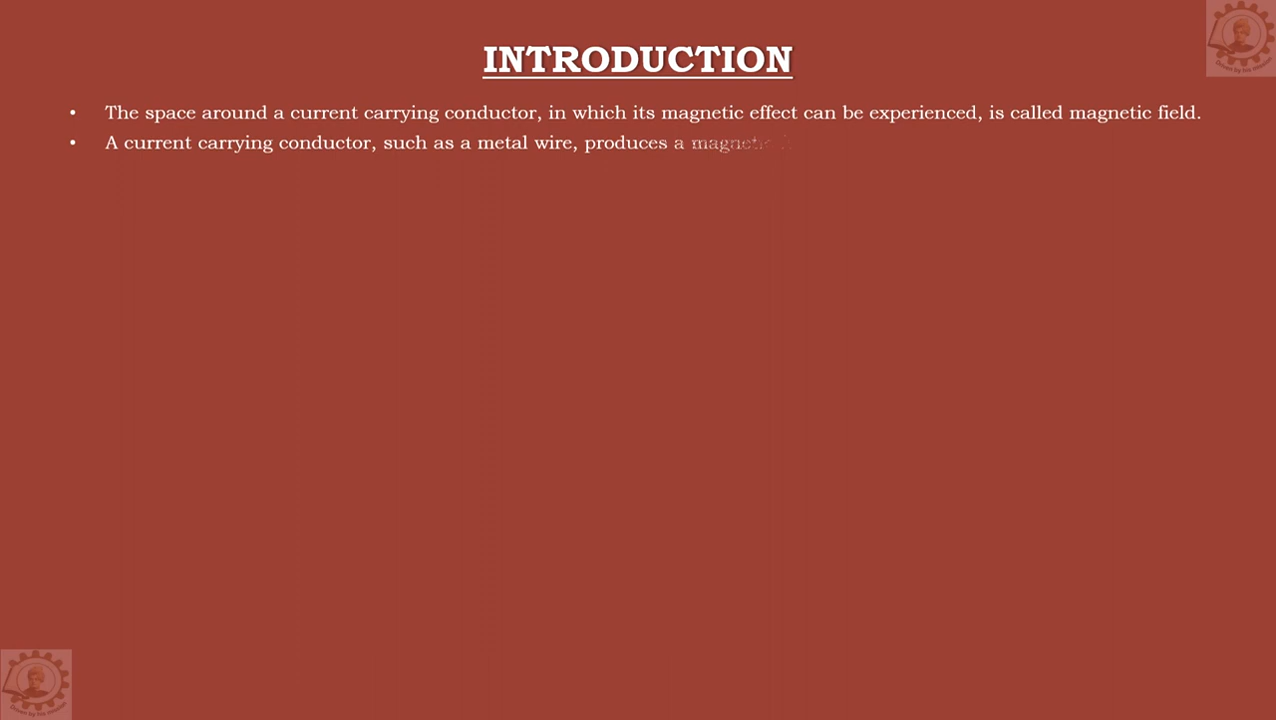 INTRODUCTION
• The space around a current carrying conductor, in which its magnetic effect can be experienced, is called magnetic field.
• A current carrying conductor, such as a metal wire, produces a magnetic